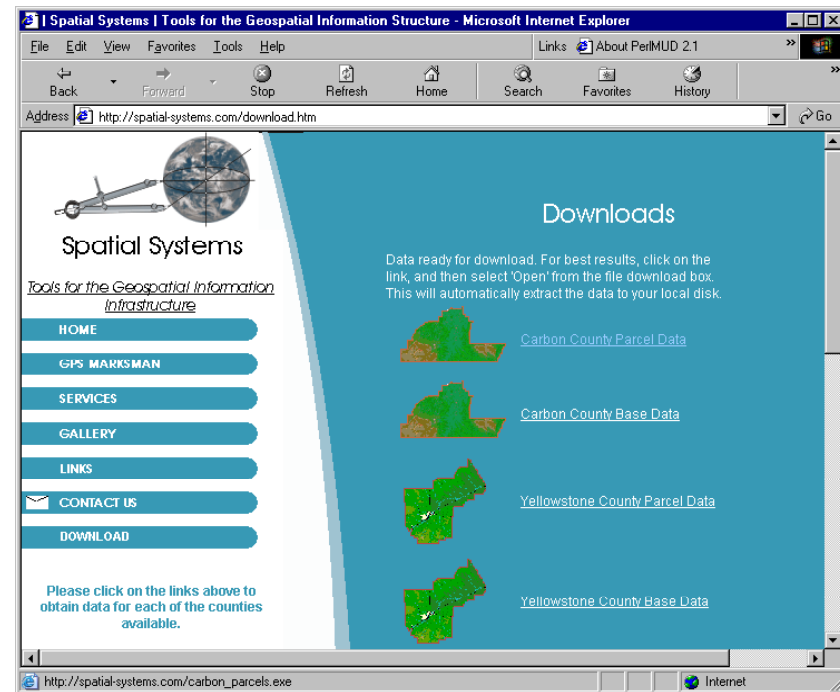 | Spatial Systems | Tools for the Geospatial Information Structure - Microsoft Internet Explorer
File Edit View Favorites Tools Help Links About PerlMUD 2.1 »
Back Forward Stop Refresh Home Search Favorites History »
Address http://spatial-systems.com/download.htm Go
Spatial Systems
Tools for the Geospatial Information
Infrastructure
HOME
GPS MARKSMAN
SERVICES
GALLERY
LINKS
CONTACT US
DOWNLOAD
Please click on the links above to
obtain data for each of the counties
available.
Downloads
Data ready for download. For best results, click on the
link, and then select 'Open' from the file download box.
This will automatically extract the data to your local disk.
Carbon County Parcel Data
Carbon County Base Data
Yellowstone County Parcel Data
Yellowstone County Base Data
http://spatial-systems.com/carbon_parcels.exe Internet